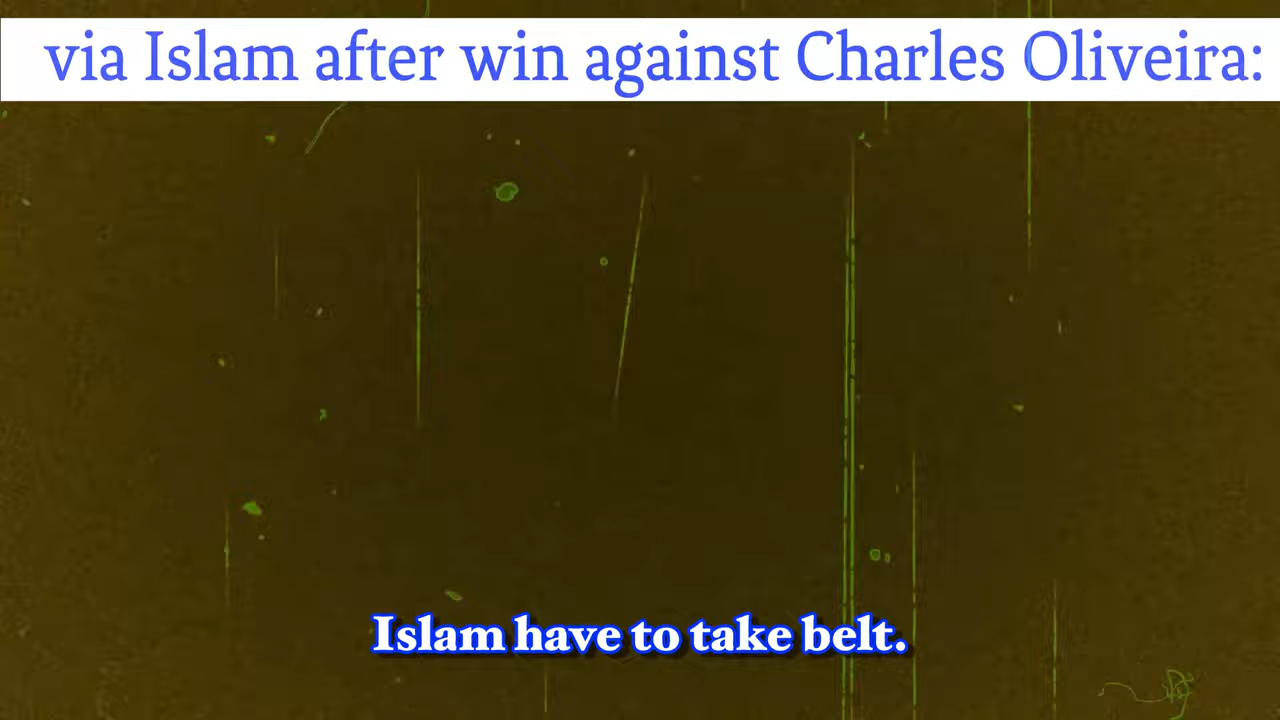 via Islam after win against Charles Oliveira:
Islam have to take belt.